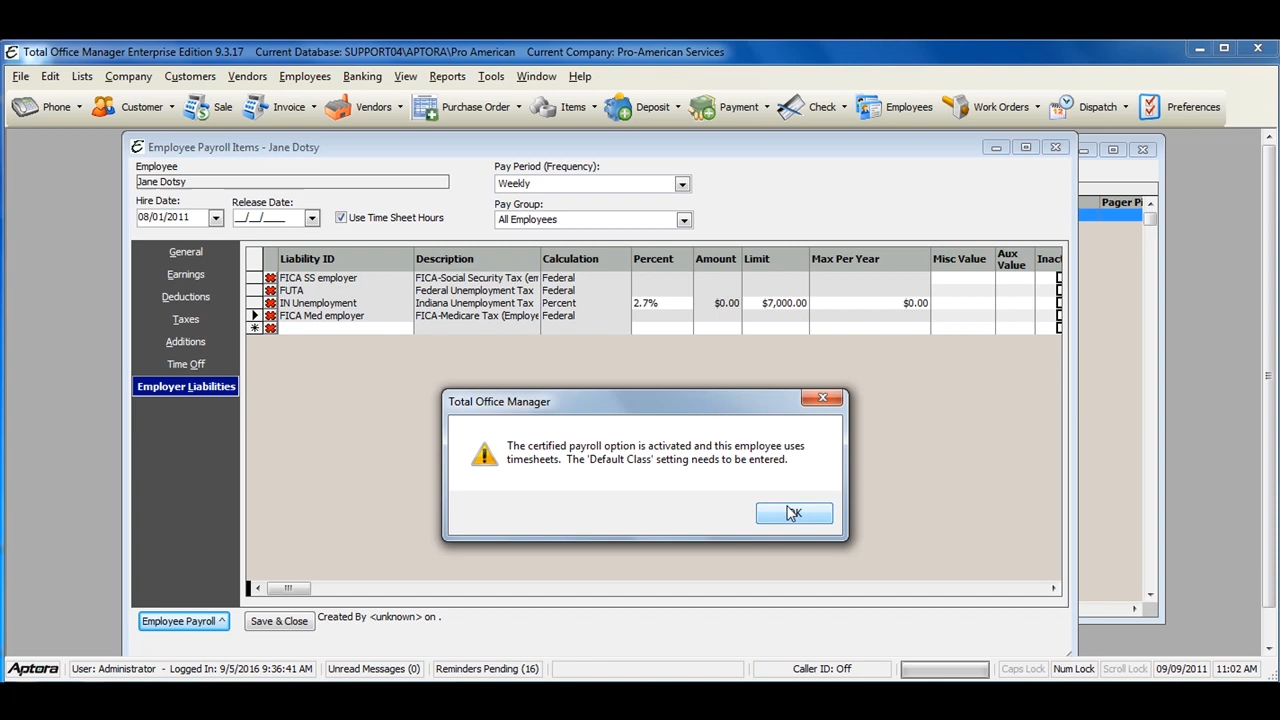 Total Office Manager Enterprise Edition 9.3.17 Current Database: SUPPORT04\APTORA\Pro American Current Company: Pro-American Services
File Edit Lists Company Customers Vendors Employees Banking View Reports Tools Window Help
Phone Customer Sale Invoice Vendors Purchase Order Items Deposit Payment Check Employees Work Orders Dispatch Preferences
Employee Payroll Items - Jane Dotsy
Employee
Jane Dotsy
Pay Period (Frequency):
Weekly
Hire Date: Release Date:
08/01/2011 __/__/____ Use Time Sheet Hours
Pay Group:
All Employees
Pager Pi
General
Earnings
Deductions
Taxes
Additions
Time Off
Employer Liabilities
Liability ID Description Calculation Percent Amount Limit Max Per Year Misc Value Aux Value Inact
FICA SS employer FICA-Social Security Tax (em Federal
FUTA Federal Unemployment Tax Federal
IN Unemployment Indiana Unemployment Tax Percent 2.7% $0.00 $7,000.00 $0.00
FICA Med employer FICA-Medicare Tax (Employe Federal
Total Office Manager
The certified payroll option is activated and this employee uses
timesheets. The 'Default Class' setting needs to be entered.
Employee Payroll ^ Save & Close Created By <unknown> on .
Aptora User: Administrator - Logged In: 9/5/2016 9:36:41 AM Unread Messages (0) Reminders Pending (16) Caller ID: Off Caps Lock Num Lock Scroll Lock 09/09/2011 11:02 AM